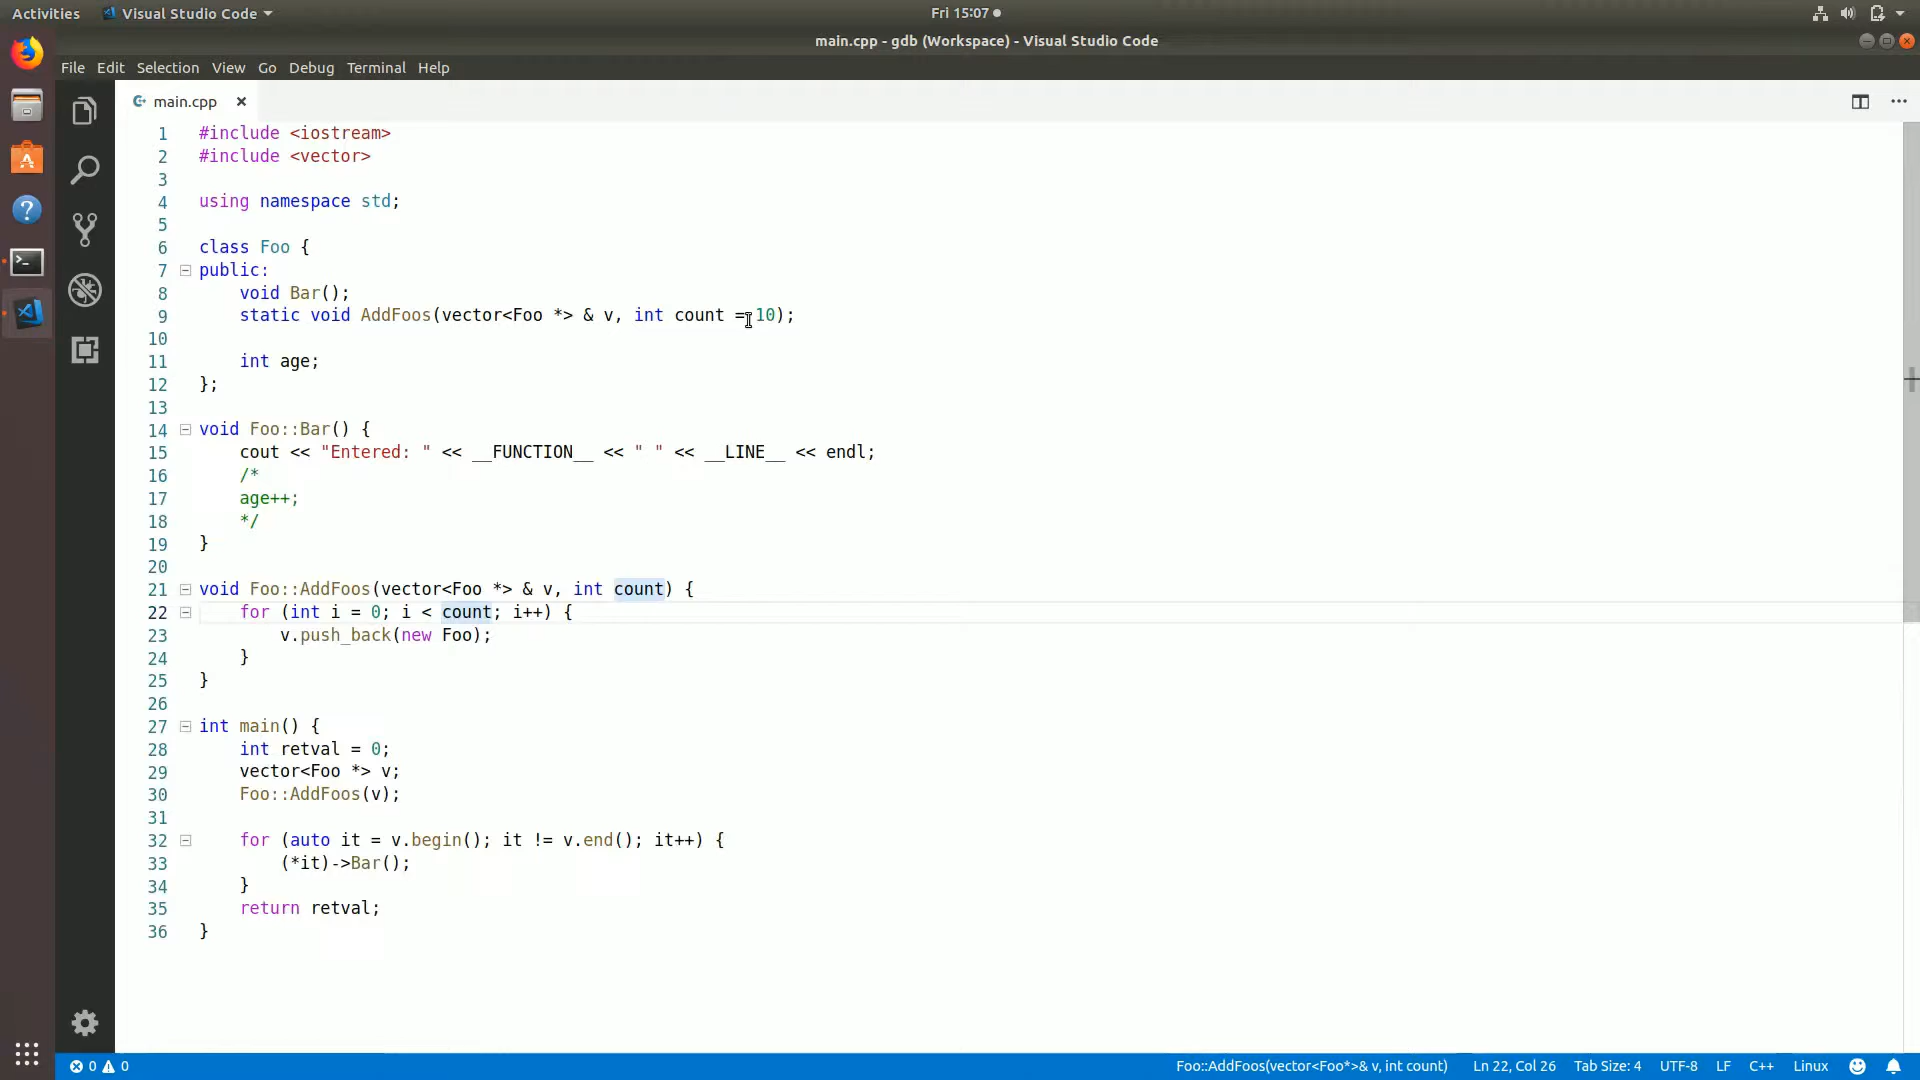 Activities Visual Studio Code Fri 15:07
main.cpp - gdb (Workspace) - Visual Studio Code
File Edit Selection View Go Debug Terminal Help
main.cpp
1 #include <iostream>
2 #include <vector>
3
4 using namespace std;
5
6 class Foo {
7 public:
8     void Bar();
9     static void AddFoos(vector<Foo *> & v, int count = 10);
10
11     int age;
12 };
13
14 void Foo::Bar() {
15     cout << "Entered: " << __FUNCTION__ << " " << __LINE__ << endl;
16     /*
17     age++;
18     */
19 }
20
21 void Foo::AddFoos(vector<Foo *> & v, int count) {
22     for (int i = 0; i < count; i++) {
23         v.push_back(new Foo);
24     }
25 }
26
27 int main() {
28     int retval = 0;
29     vector<Foo *> v;
30     Foo::AddFoos(v);
31
32     for (auto it = v.begin(); it != v.end(); it++) {
33         (*it)->Bar();
34     }
35     return retval;
36 }
0 0 Foo::AddFoos(vector<Foo*>& v, int count) Ln 22, Col 26 Tab Size: 4 UTF-8 LF C++ Linux